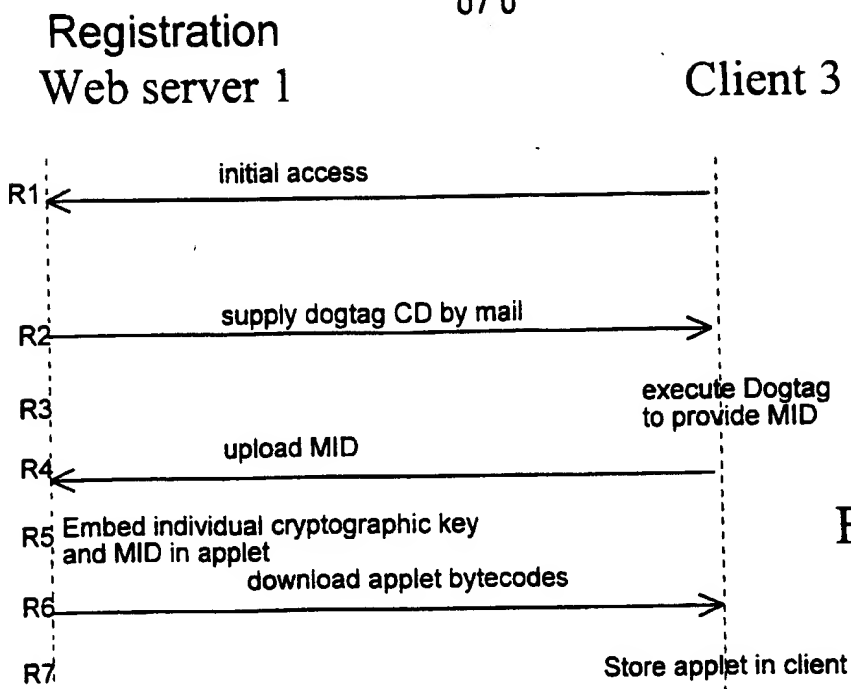 Registration
Web server 1
Client 3
R1
initial access
R2
supply dogtag CD by mail
R3
execute Dogtag
to provide MID
R4
upload MID
R5
Embed individual cryptographic key
and MID in applet
R6
download applet bytecodes
R7
Store applet in client